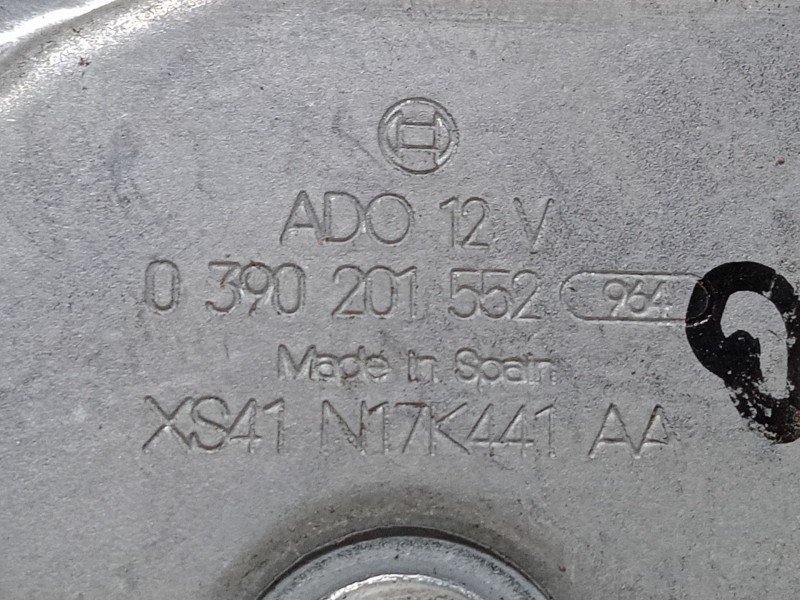 ADO 12 V
0 390 201 552 964
Made in Spain
XS41 N17K441 AA